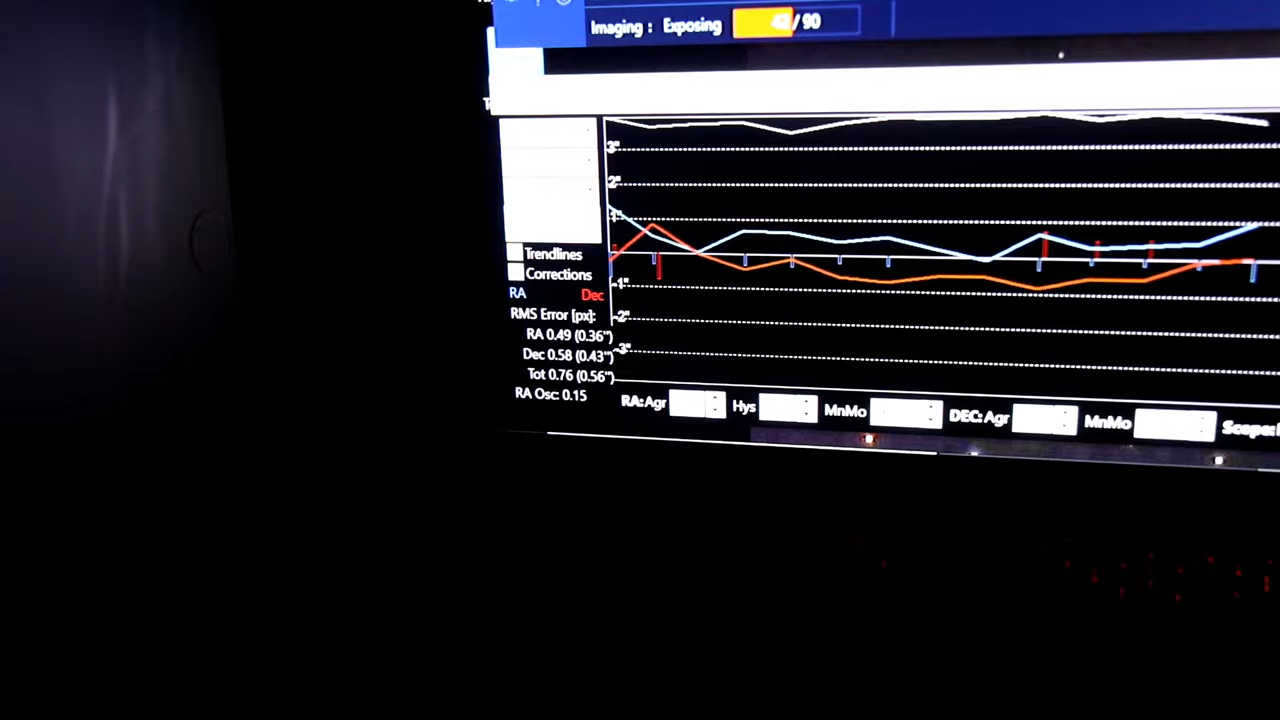 Imaging : Exposing 42 / 90
3"
2"
1"
-1"
-2"
-3"
Trendlines
Corrections
RA Dec
RMS Error [px]:
RA 0.49 (0.36")
Dec 0.58 (0.43")
Tot 0.76 (0.56")
RA Osc: 0.15
RA: Agr Hys MnMo DEC: Agr MnMo Scope: